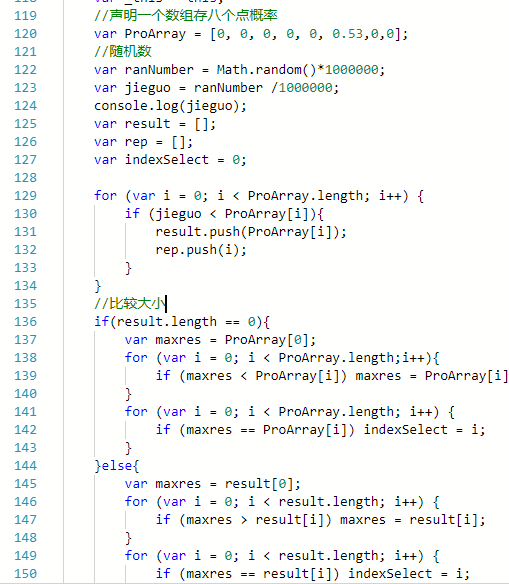 118 var _this = this;
119 //声明一个数组存八个点概率
120 var ProArray = [0, 0, 0, 0, 0, 0.53,0,0];
121 //随机数
122 var ranNumber = Math.random()*1000000;
123 var jieguo = ranNumber /1000000;
124 console.log(jieguo);
125 var result = [];
126 var rep = [];
127 var indexSelect = 0;
128
129 for (var i = 0; i < ProArray.length; i++) {
130 if (jieguo < ProArray[i]){
131 result.push(ProArray[i]);
132 rep.push(i);
133 }
134 }
135 //比较大小
136 if(result.length == 0){
137 var maxres = ProArray[0];
138 for (var i = 0; i < ProArray.length;i++){
139 if (maxres < ProArray[i]) maxres = ProArray[i]
140 }
141 for (var i = 0; i < ProArray.length; i++) {
142 if (maxres == ProArray[i]) indexSelect = i;
143 }
144 }else{
145 var maxres = result[0];
146 for (var i = 0; i < result.length; i++) {
147 if (maxres > result[i]) maxres = result[i];
148 }
149 for (var i = 0; i < result.length; i++) {
150 if (maxres == result[i]) indexSelect = i;